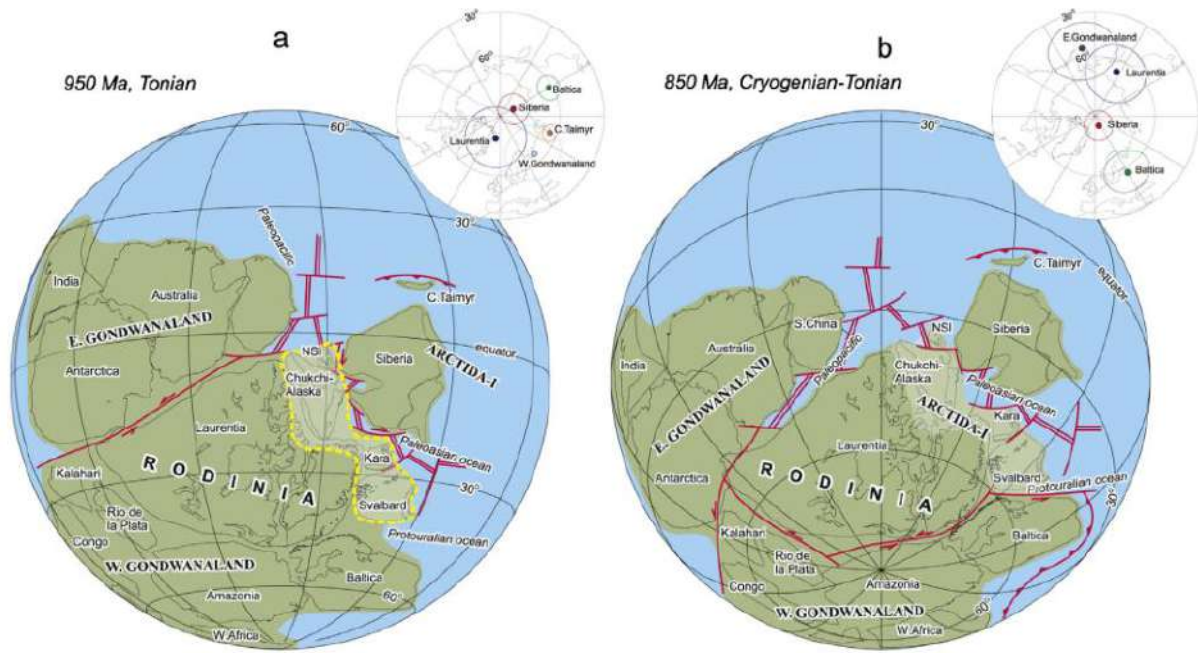 a
950 Ma, Tonian
30°
60°
Baltica
Siberia
Laurentia
C.Taimyr
W.Gondwanaland
60°
30°
Paleopacific
India
Australia
C.Taimyr
E. GONDWANALAND
equator
NSI
Siberia
ARCTIDA-I
Antarctica
Chukchi-
Alaska
Laurentia
Paleoasian ocean
Kara
Kalahari
RODINIA
30°
Svalbard
Rio de
la Plata
Protouralian ocean
Congo
W. GONDWANALAND
Baltica
Amazonia
60°
W.Africa
b
850 Ma, Cryogenian-Tonian
30°
E.Gondwanaland
60°
Laurentia
Siberia
Baltica
30°
C.Taimyr
equator
S.China
NSI
Siberia
Australia
Paleopacific
India
Chukchi-
Alaska
Paleoasian ocean
E. GONDWANALAND
ARCTIDA-I
Kara
Laurentia
Antarctica
RODINIA
Svalbard
Protouralian ocean
30°
Kalahari
Baltica
Rio de
la Plata
Congo
Amazonia
W. GONDWANALAND
60°
W.Africa